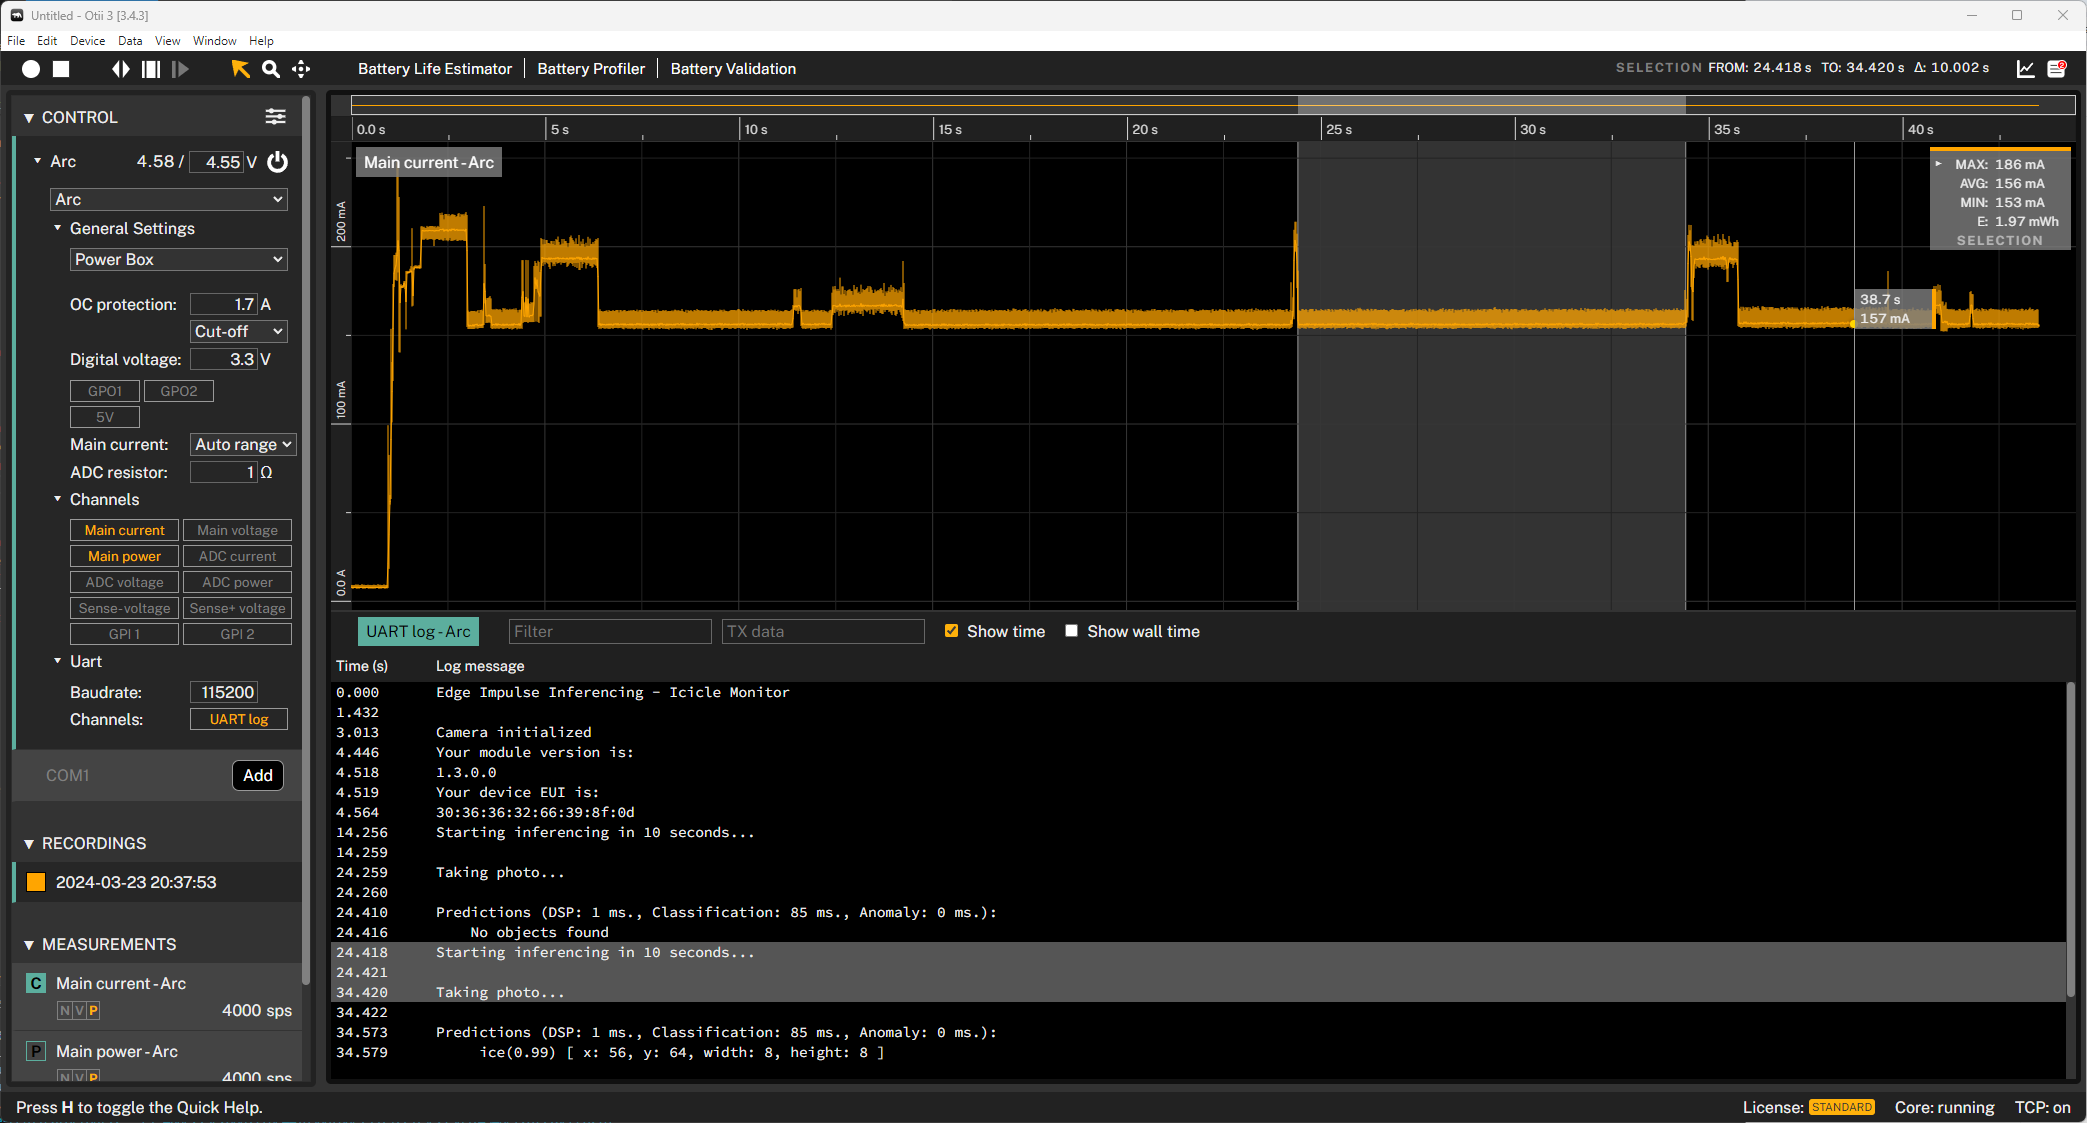 Untitled - Otii 3 [3.4.3]
File Edit Device Data View Window Help
Battery Life Estimator Battery Profiler Battery Validation
SELECTION FROM: 24.418 s TO: 34.420 s Δ: 10.002 s
2
▼ CONTROL
Arc 4.58 / 4.55 V
Arc
General Settings
Power Box
OC protection: 1.7 A
Cut-off
Digital voltage: 3.3 V
GPO1 GPO2
5V
Main current: Auto range
ADC resistor: 1 Ω
Channels
Main current Main voltage
Main power ADC current
ADC voltage ADC power
Sense-voltage Sense+ voltage
GPI 1 GPI 2
Uart
Baudrate: 115200
Channels: UART log
COM1 Add
▼ RECORDINGS
2024-03-23 20:37:53
▼ MEASUREMENTS
C Main current - Arc
N V P 4000 sps
P Main power - Arc
N V P 4000 sps
0.0 s 5 s 10 s 15 s 20 s 25 s 30 s 35 s 40 s
Main current - Arc
200 mA
100 mA
0.0 A
MAX: 186 mA
AVG: 156 mA
MIN: 153 mA
E: 1.97 mWh
SELECTION
38.7 s
157 mA
UART log - Arc Filter TX data Show time Show wall time
Time (s) Log message
0.000 Edge Impulse Inferencing - Icicle Monitor
1.432
3.013 Camera initialized
4.446 Your module version is:
4.518 1.3.0.0
4.519 Your device EUI is:
4.564 30:36:36:32:66:39:8f:0d
14.256 Starting inferencing in 10 seconds...
14.259
24.259 Taking photo...
24.260
24.410 Predictions (DSP: 1 ms., Classification: 85 ms., Anomaly: 0 ms.):
24.416 No objects found
24.418 Starting inferencing in 10 seconds...
24.421
34.420 Taking photo...
34.422
34.573 Predictions (DSP: 1 ms., Classification: 85 ms., Anomaly: 0 ms.):
34.579 ice(0.99) [ x: 56, y: 64, width: 8, height: 8 ]
Press H to toggle the Quick Help.
License: STANDARD Core: running TCP: on